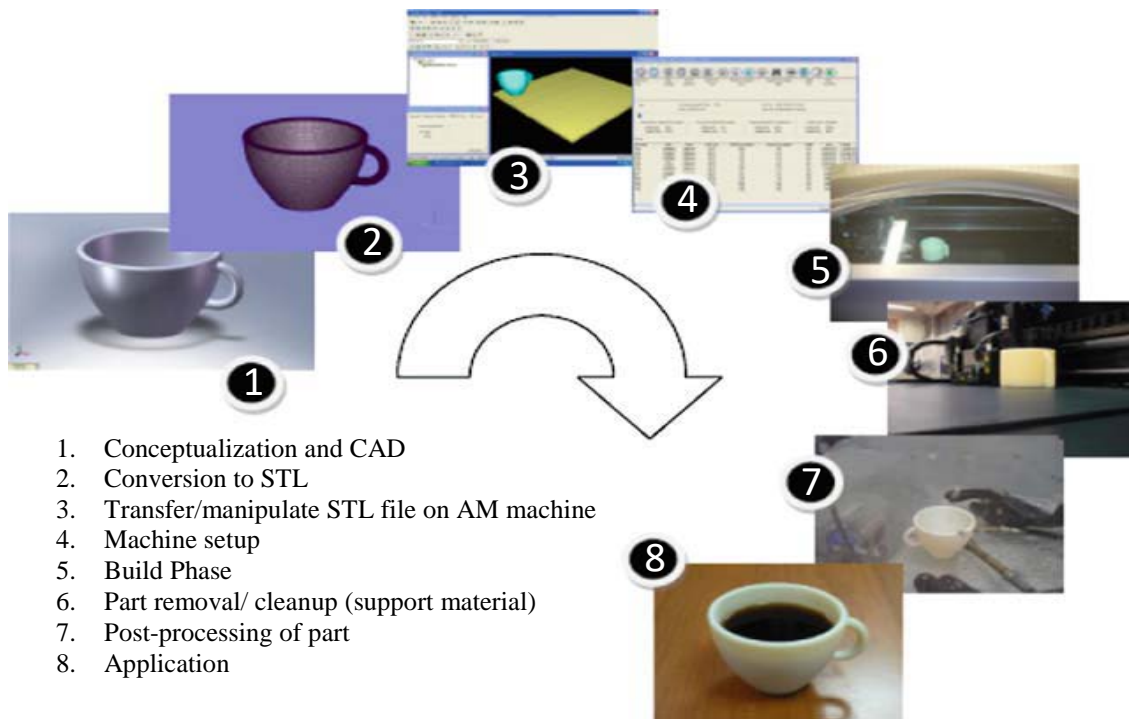 1
2
3
4
5
6
7
8
1. Conceptualization and CAD
2. Conversion to STL
3. Transfer/manipulate STL file on AM machine
4. Machine setup
5. Build Phase
6. Part removal/ cleanup (support material)
7. Post-processing of part
8. Application